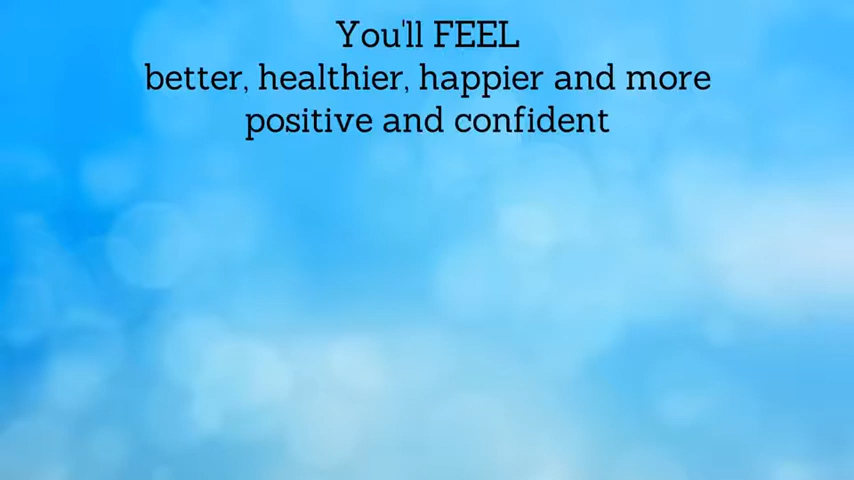 You'll FEEL
better, healthier, happier and more
positive and confident